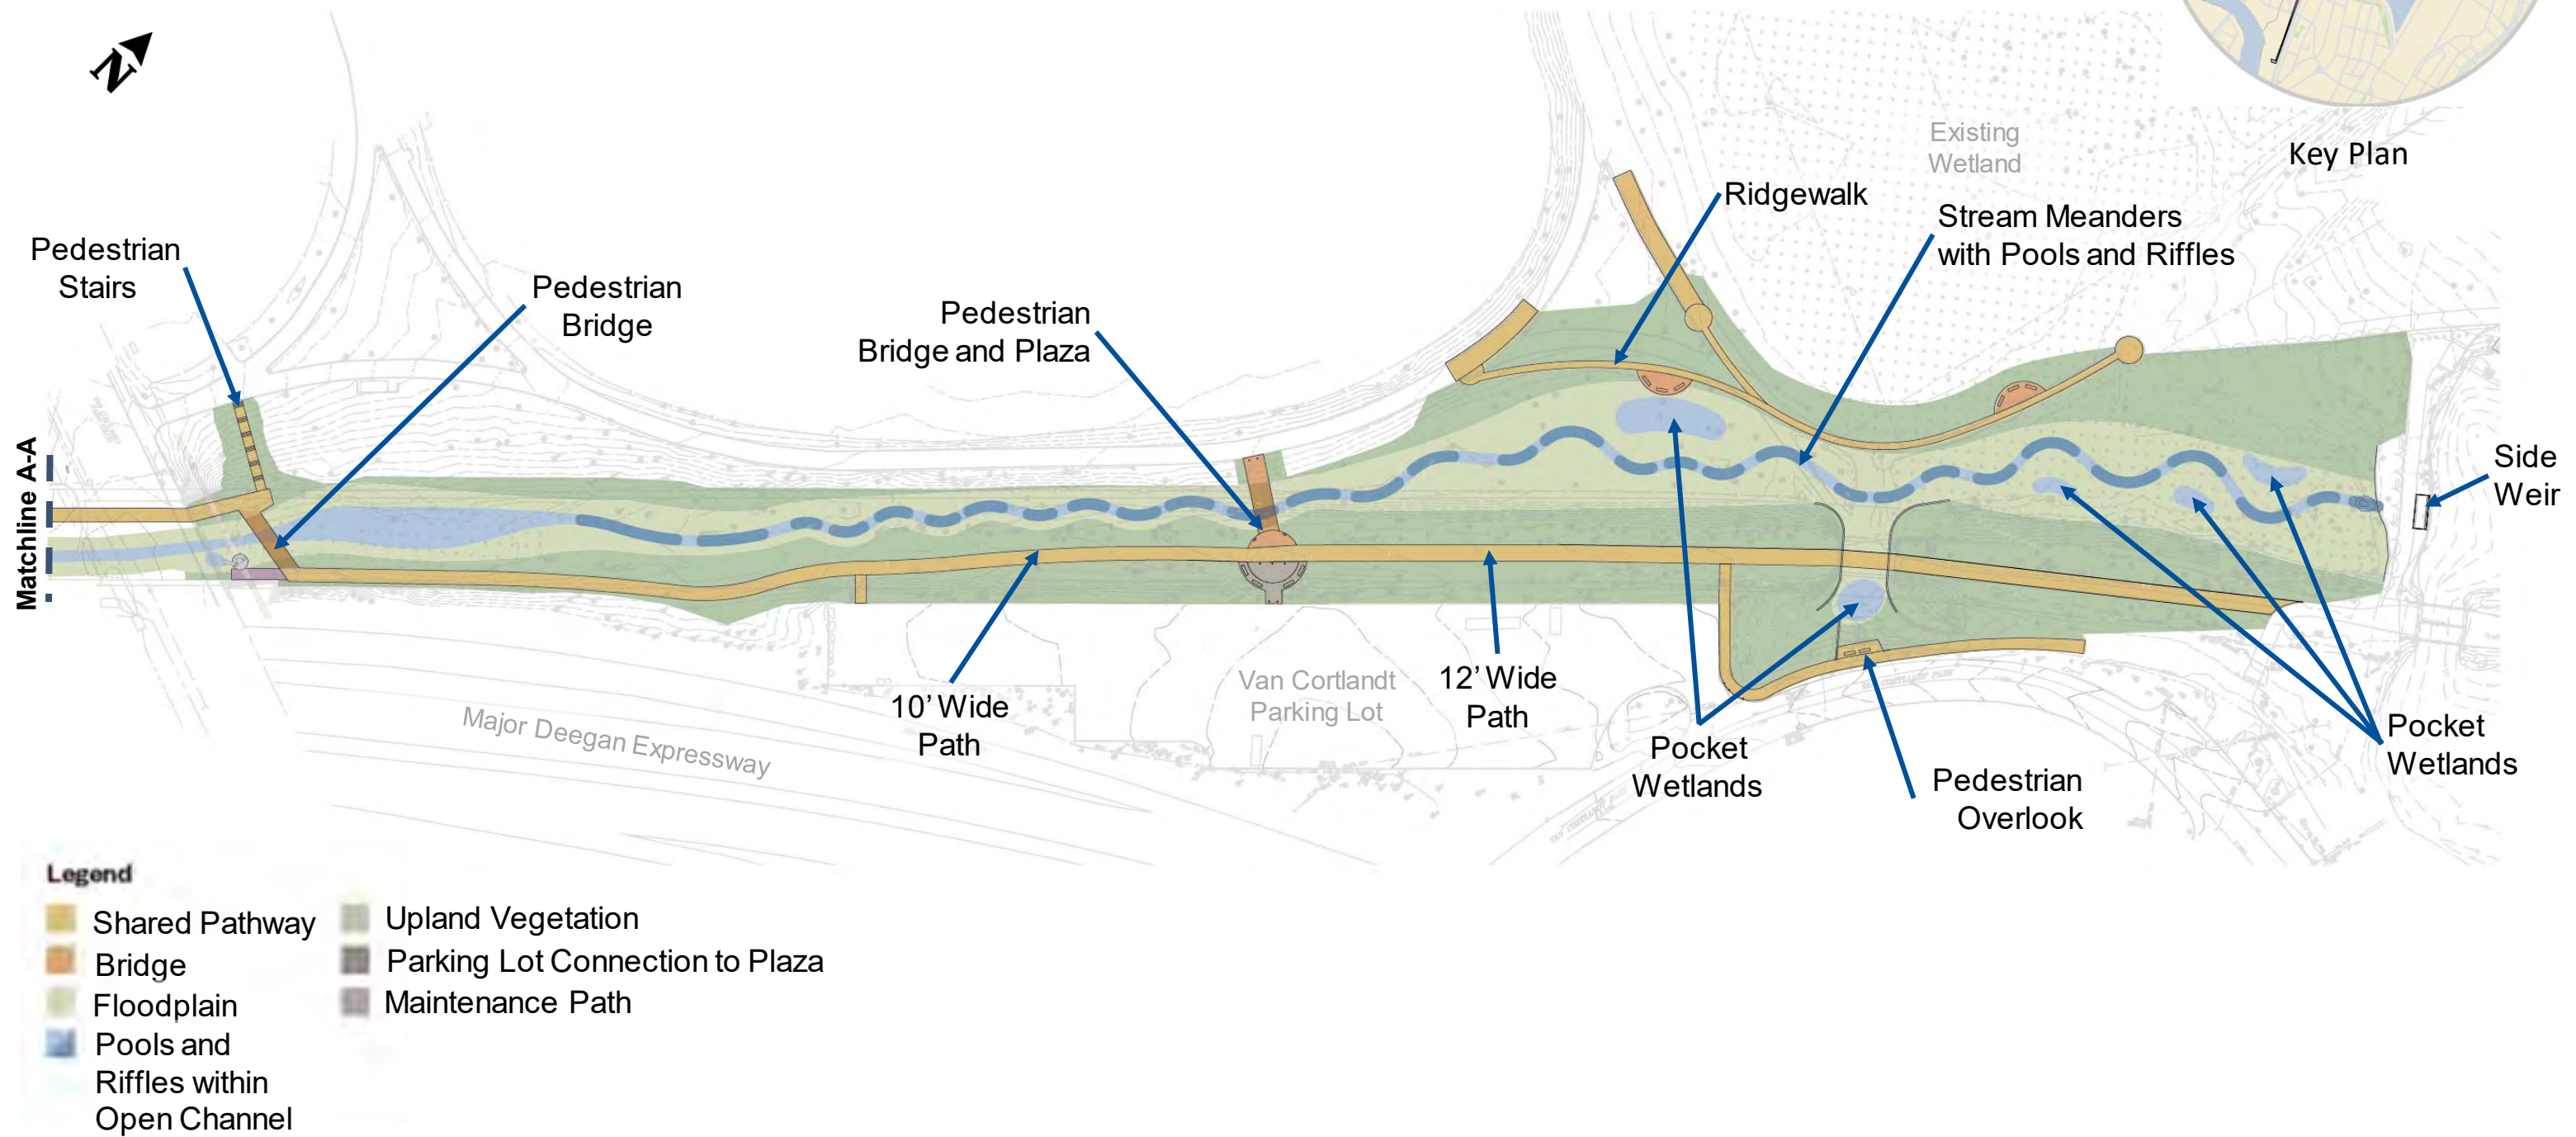 N
Key Plan
Existing
Wetland
Ridgewalk
Stream Meanders
with Pools and Riffles
Pedestrian
Stairs
Pedestrian
Bridge
Pedestrian
Bridge and Plaza
Matchline A-A
Side
Weir
10’ Wide
Path
Van Cortlandt
Parking Lot
12’ Wide
Path
Major Deegan Expressway
Pocket
Wetlands
Pedestrian
Overlook
Pocket
Wetlands
Legend
Shared Pathway
Bridge
Floodplain
Pools and
Riffles within
Open Channel
Upland Vegetation
Parking Lot Connection to Plaza
Maintenance Path